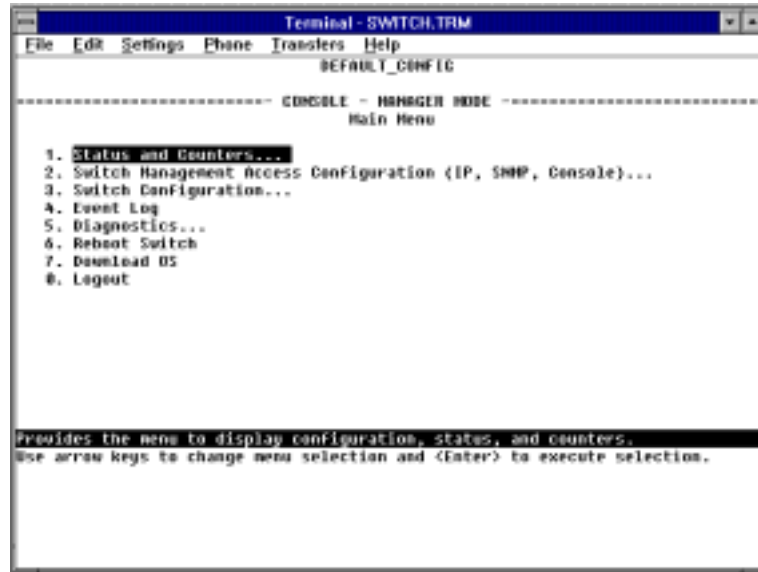 Terminal - SWITCH.TRM
File Edit Settings Phone Transfers Help
DEFAULT_CONFIG
-------------------------- CONSOLE - MANAGER MODE --------------------------
Main Menu
1. Status and Counters...
2. Switch Management Access Configuration (IP, SNMP, Console)...
3. Switch Configuration...
4. Event Log
5. Diagnostics...
6. Reboot Switch
7. Download OS
0. Logout
Provides the menu to display configuration, status, and counters.
Use arrow keys to change menu selection and <Enter> to execute selection.